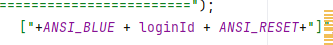 ========================");
["+ANSI_BLUE + loginId + ANSI_RESET+"]